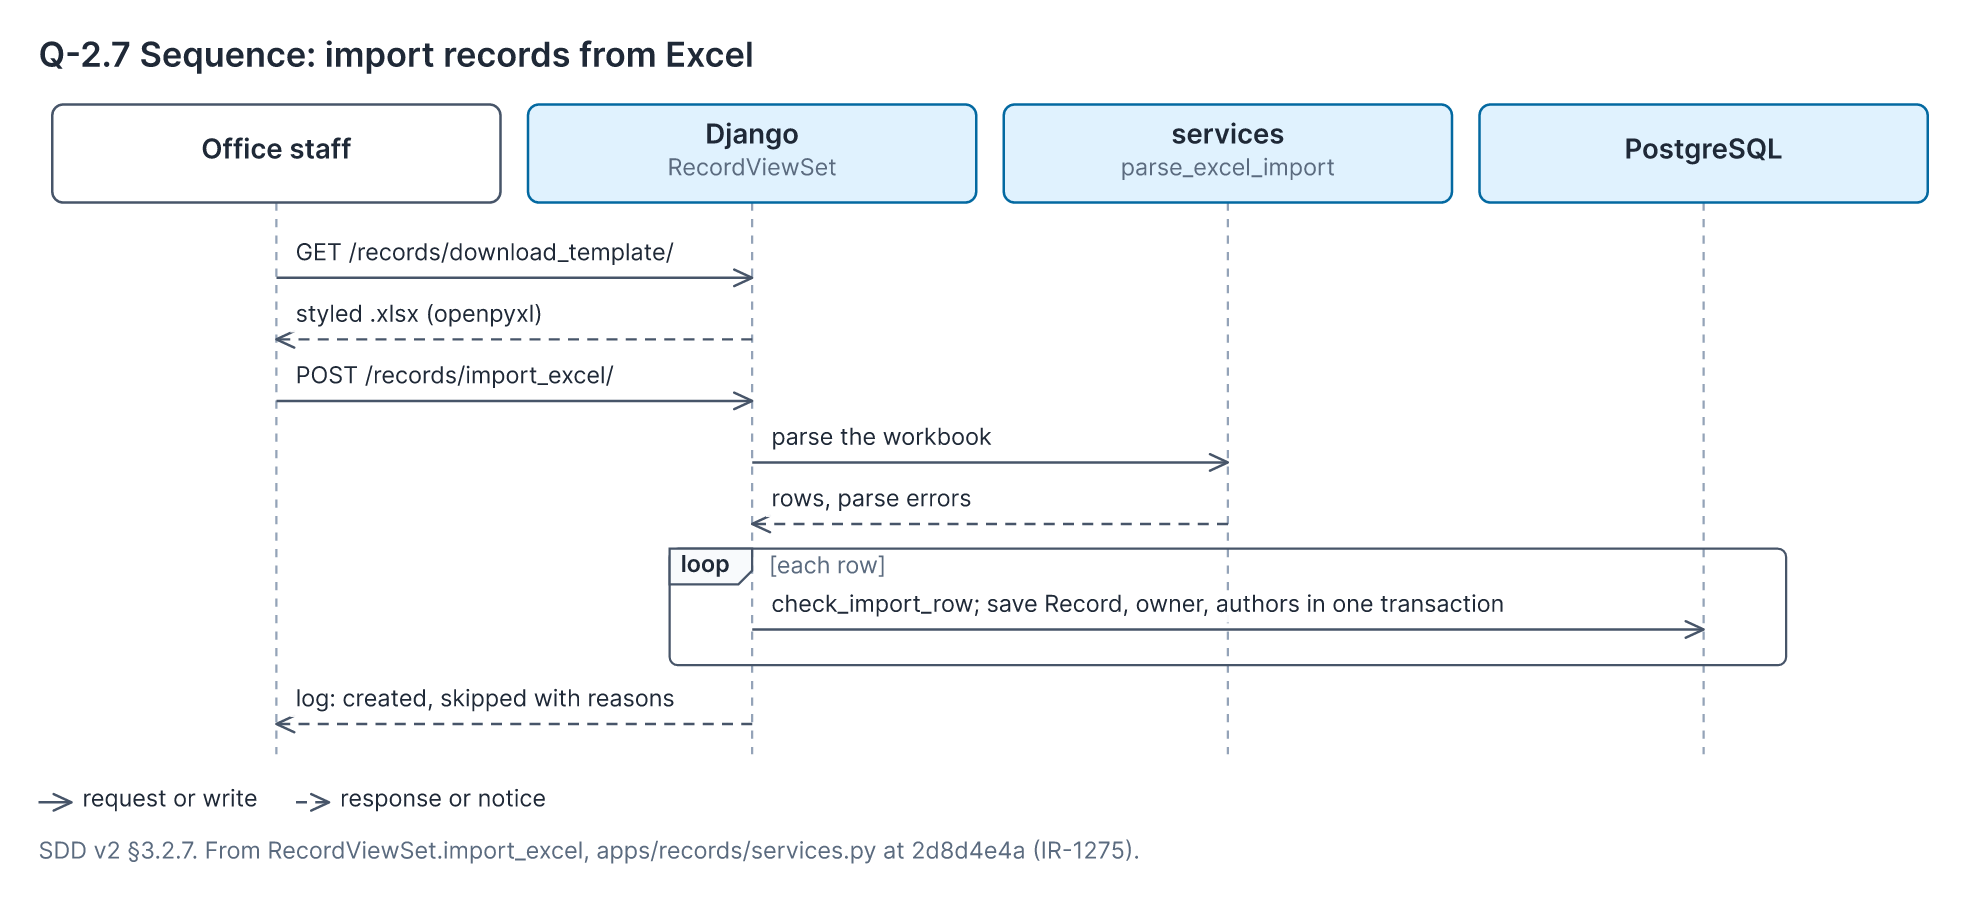 Q-2.7 Sequence: import records from Excel
Office staff
Django
RecordViewSet
services
parse_excel_import
PostgreSQL
GET /records/download_template/
styled .xlsx (openpyxl)
POST /records/import_excel/
parse the workbook
rows, parse errors
loop
[each row]
check_import_row; save Record, owner, authors in one transaction
log: created, skipped with reasons
request or write
response or notice
SDD v2 §3.2.7. From RecordViewSet.import_excel, apps/records/services.py at 2d8d4e4a (IR-1275).